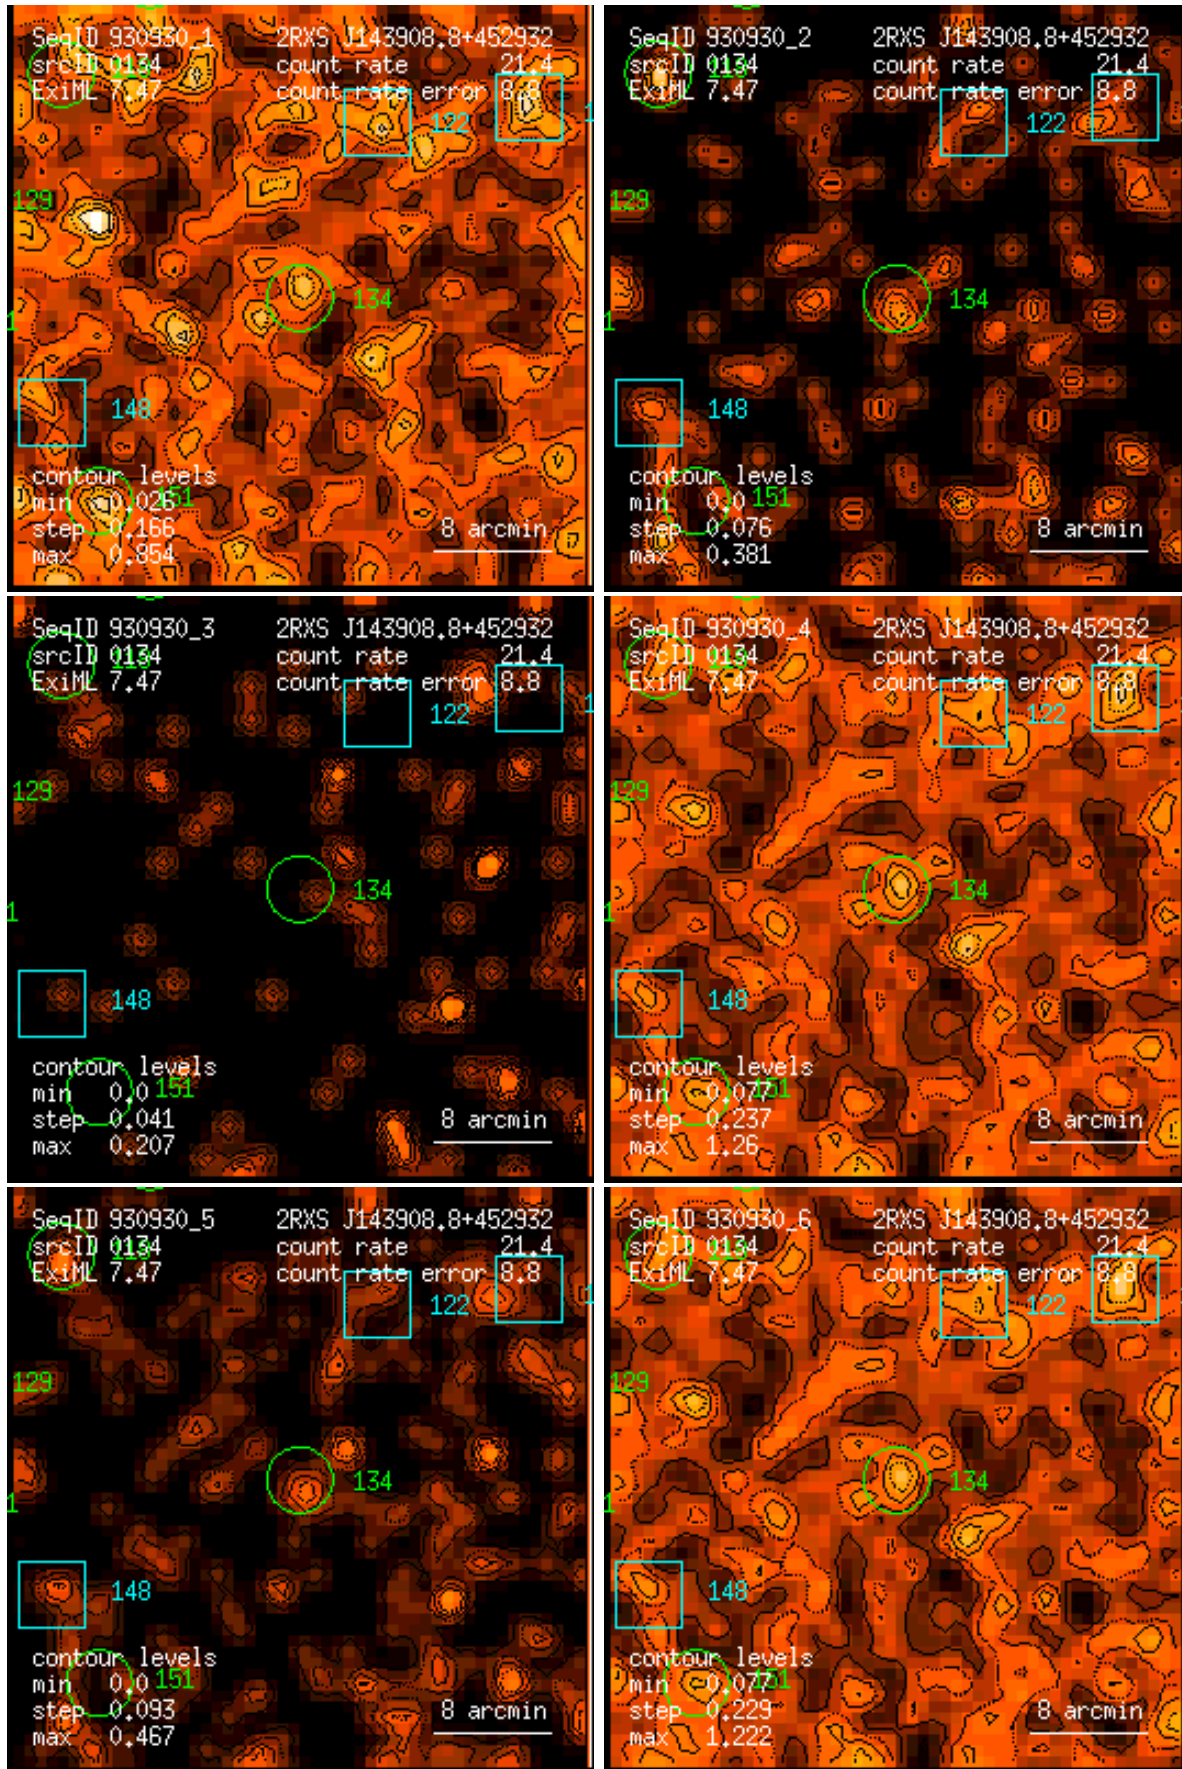 SeqID 930930_1 2RXS J143908.8+452932
srcID 0134 count rate 21.4
ExiML 7.47 count rate error 8.8
122
129
134
1
148
contour levels
min 0.026 151
step 0.166 8 arcmin
max 0.854
SeqID 930930_2 2RXS J143908.8+452932
srcID 0134 count rate 21.4
ExiML 7.47 count rate error 8.8
122
129
134
1
148
contour levels
min 0.0 151
step 0.076 8 arcmin
max 0.381
SeqID 930930_3 2RXS J143908.8+452932
srcID 0134 count rate 21.4
ExiML 7.47 count rate error 8.8
122
129
134
1
148
contour levels
min 0.0 151
step 0.041 8 arcmin
max 0.207
SeqID 930930_4 2RXS J143908.8+452932
srcID 0134 count rate 21.4
ExiML 7.47 count rate error 8.8
122
129
134
1
148
contour levels
min 0.077 151
step 0.237 8 arcmin
max 1.26
SeqID 930930_5 2RXS J143908.8+452932
srcID 0134 count rate 21.4
ExiML 7.47 count rate error 8.8
122
129
134
1
148
contour levels
min 0.0 151
step 0.093 8 arcmin
max 0.467
SeqID 930930_6 2RXS J143908.8+452932
srcID 0134 count rate 21.4
ExiML 7.47 count rate error 8.8
122
129
134
1
148
contour levels
min 0.077 151
step 0.229 8 arcmin
max 1.222